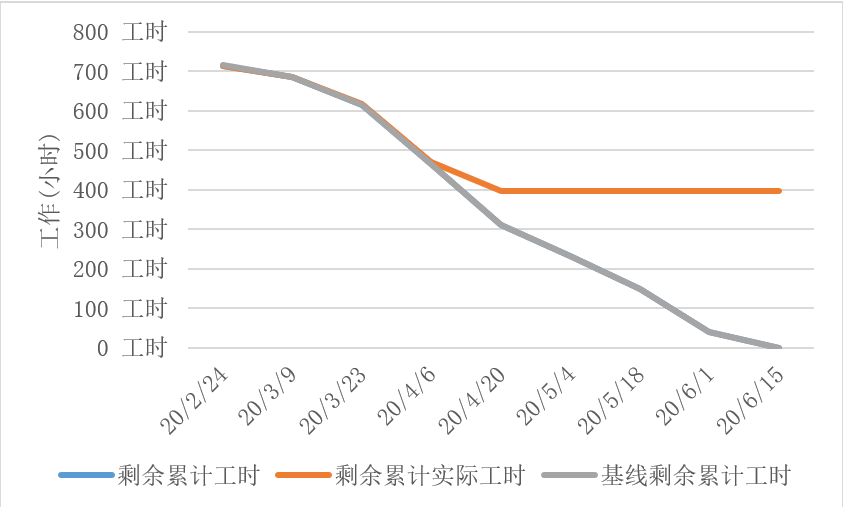 800 工时
700 工时
600 工时
500 工时
400 工时
300 工时
200 工时
100 工时
0 工时
工作(小时)
20/2/24
20/3/9
20/3/23
20/4/6
20/4/20
20/5/4
20/5/18
20/6/1
20/6/15
剩余累计工时 剩余累计实际工时 基线剩余累计工时